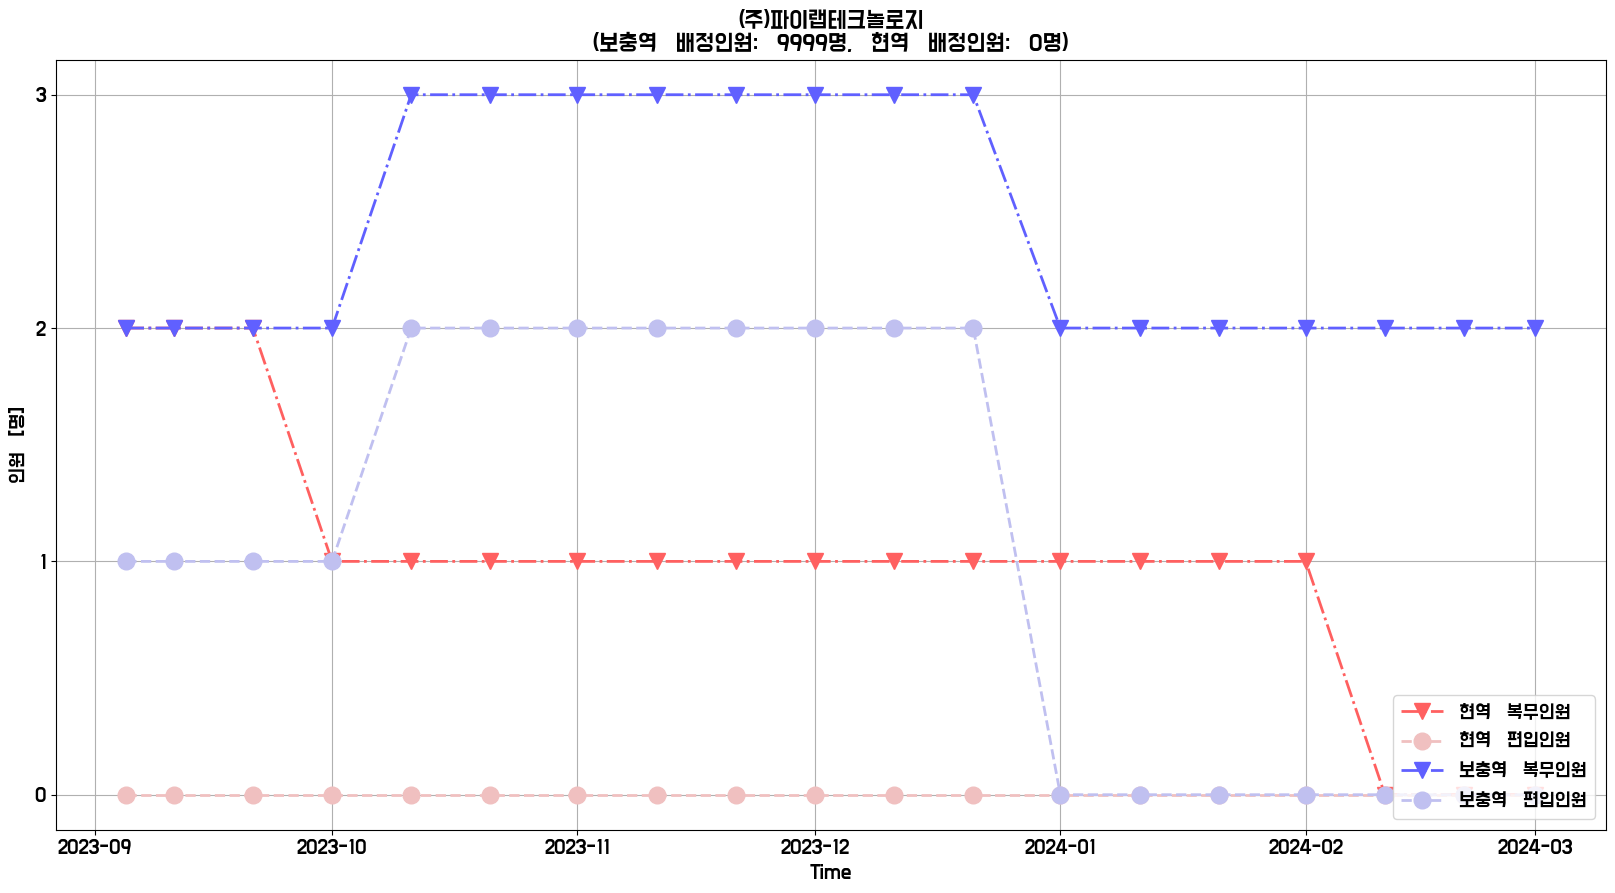 (주)파이랩테크놀로지
(보충역 배정인원: 9999명, 현역 배정인원: 0명)
인원 [명]
3
2
1
0
2023-09
2023-10
2023-11
2023-12
2024-01
2024-02
2024-03
Time
현역 복무인원
현역 편입인원
보충역 복무인원
보충역 편입인원